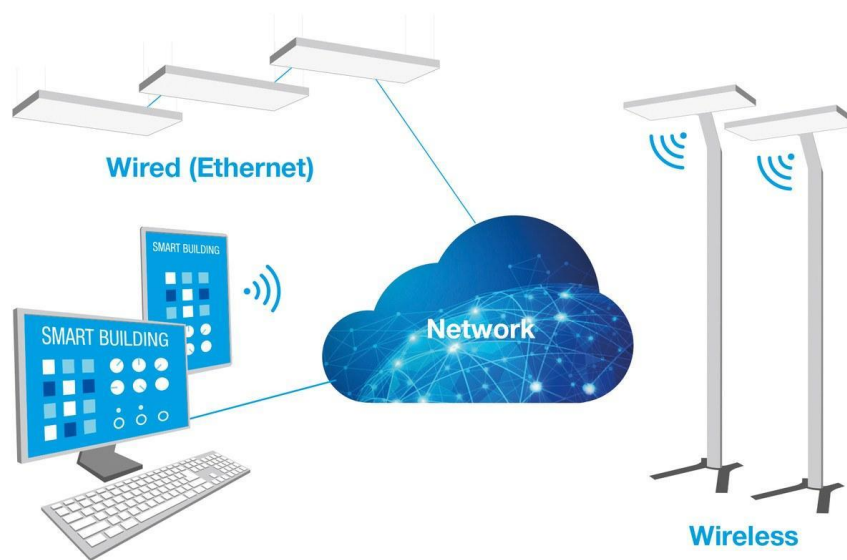 Wired (Ethernet)
SMART BUILDING
SMART BUILDING
Network
Wireless